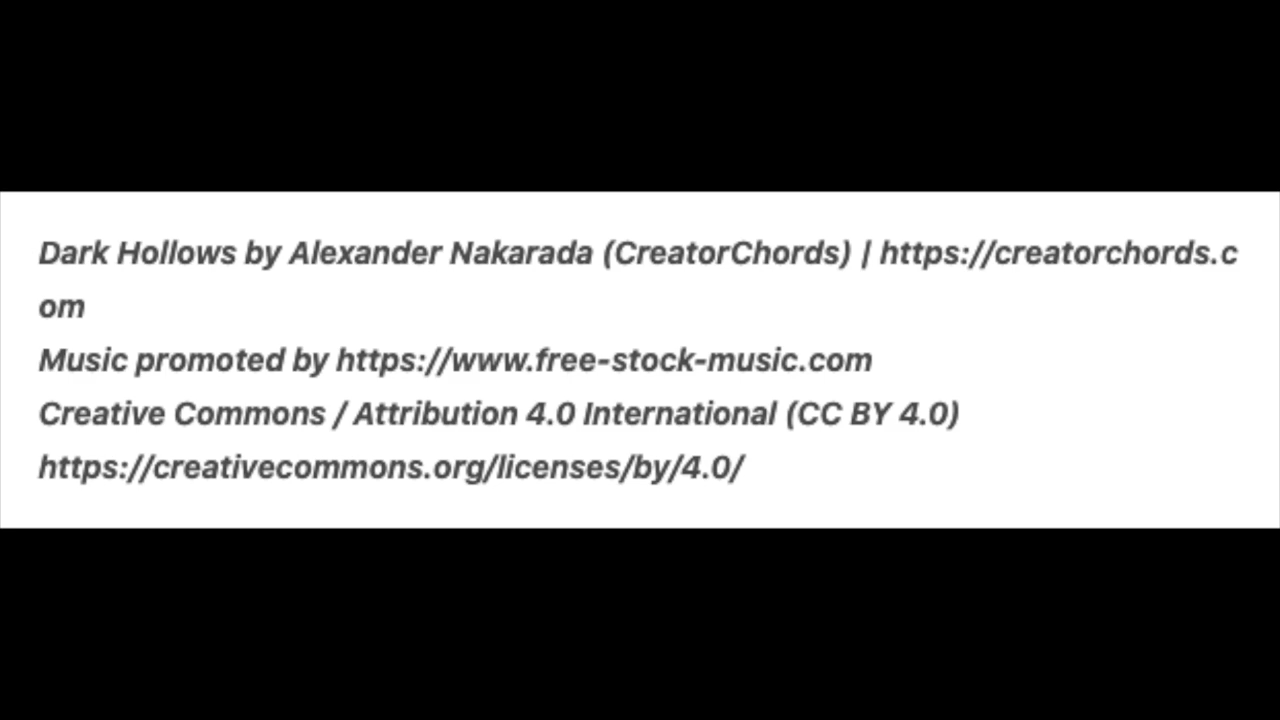 Dark Hollows by Alexander Nakarada (CreatorChords) | https://creatorchords.c
om
Music promoted by https://www.free-stock-music.com
Creative Commons / Attribution 4.0 International (CC BY 4.0)
https://creativecommons.org/licenses/by/4.0/